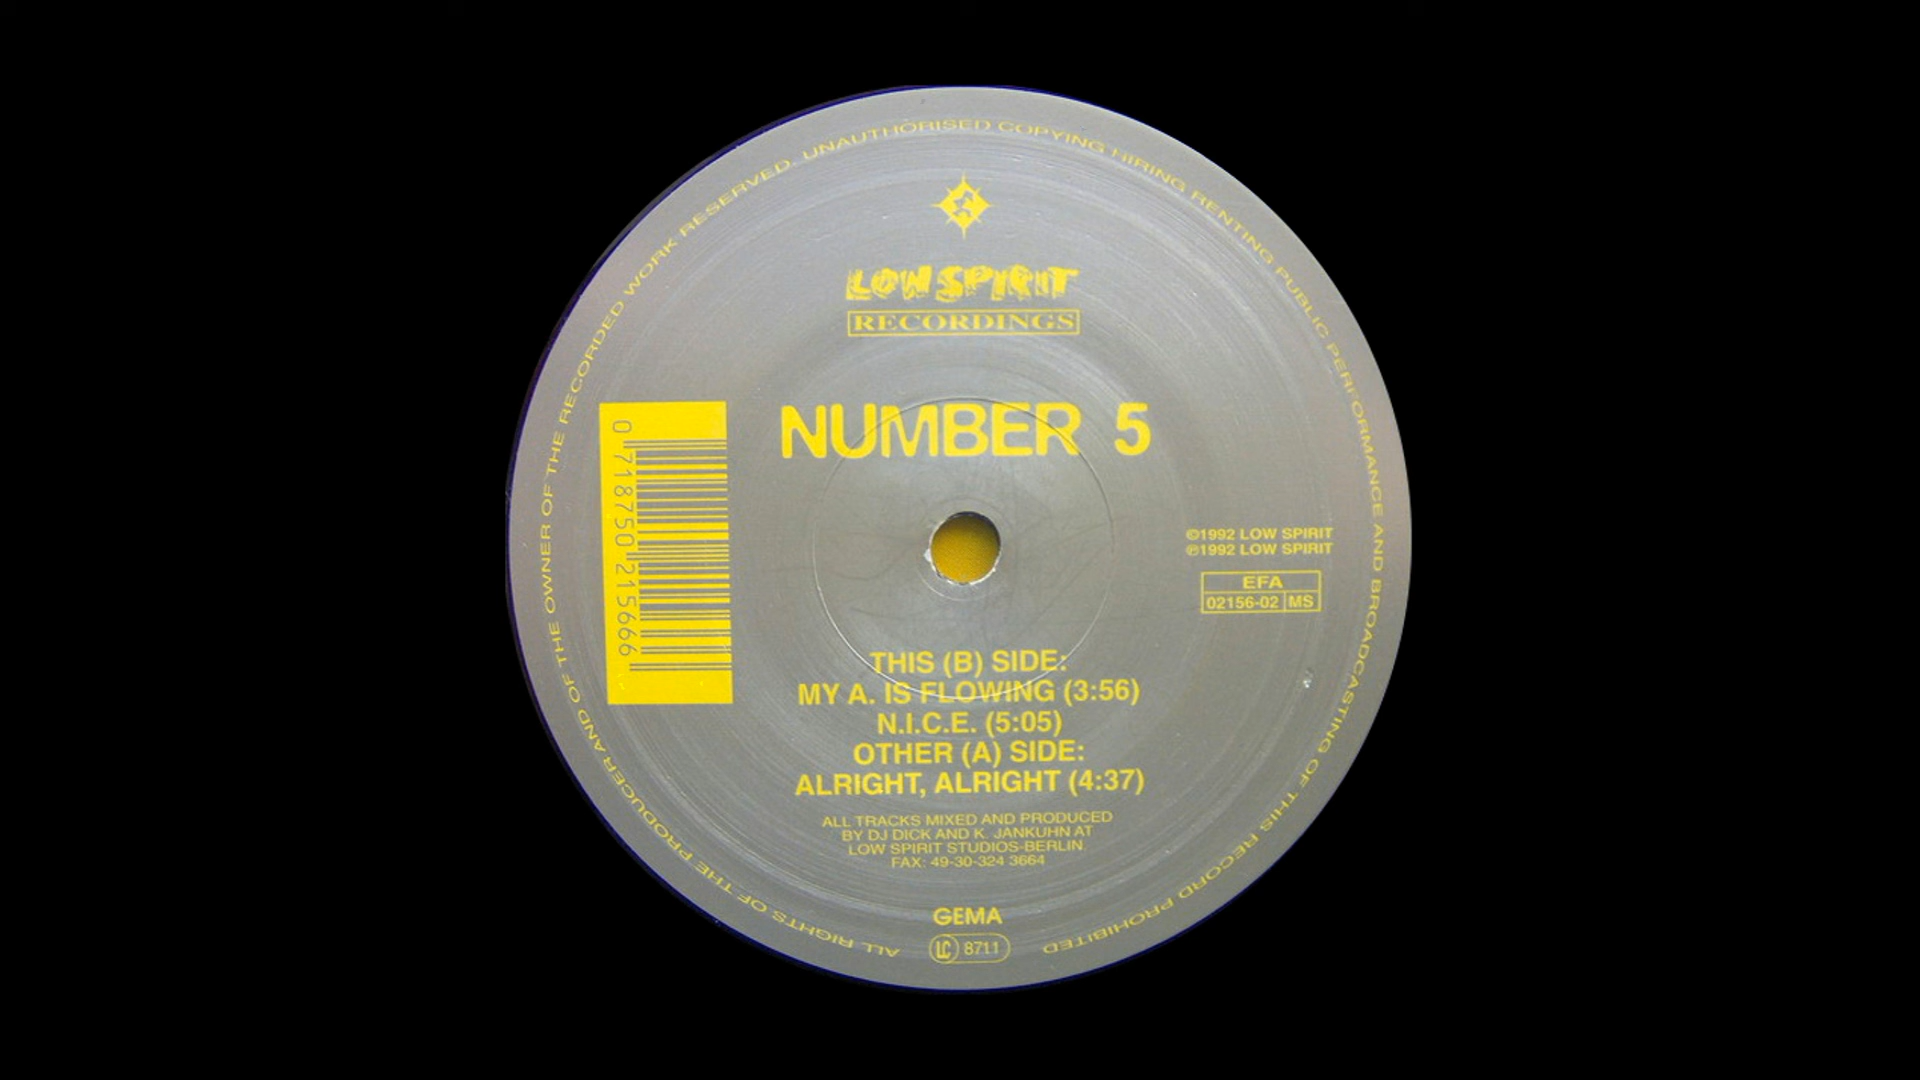 ALL RIGHTS OF THE PRODUCER AND OF THE OWNER OF THE RECORDED WORK RESERVED. UNAUTHORISED COPYING HIRING RENTING PUBLIC PERFORMANCE AND BROADCASTING OF THIS RECORD PROHIBITED
LOW SPIRIT
RECORDINGS
NUMBER 5
0 718750 215666
©1992 LOW SPIRIT
℗1992 LOW SPIRIT
EFA
02156-02 MS
THIS (B) SIDE:
MY A. IS FLOWING (3:56)
N.I.C.E. (5:05)
OTHER (A) SIDE:
ALRIGHT, ALRIGHT (4:37)
ALL TRACKS MIXED AND PRODUCED
BY DJ DICK AND K. JANKUHN AT
LOW SPIRIT STUDIOS-BERLIN
FAX: 49-30-324 3664
GEMA
LC 8711